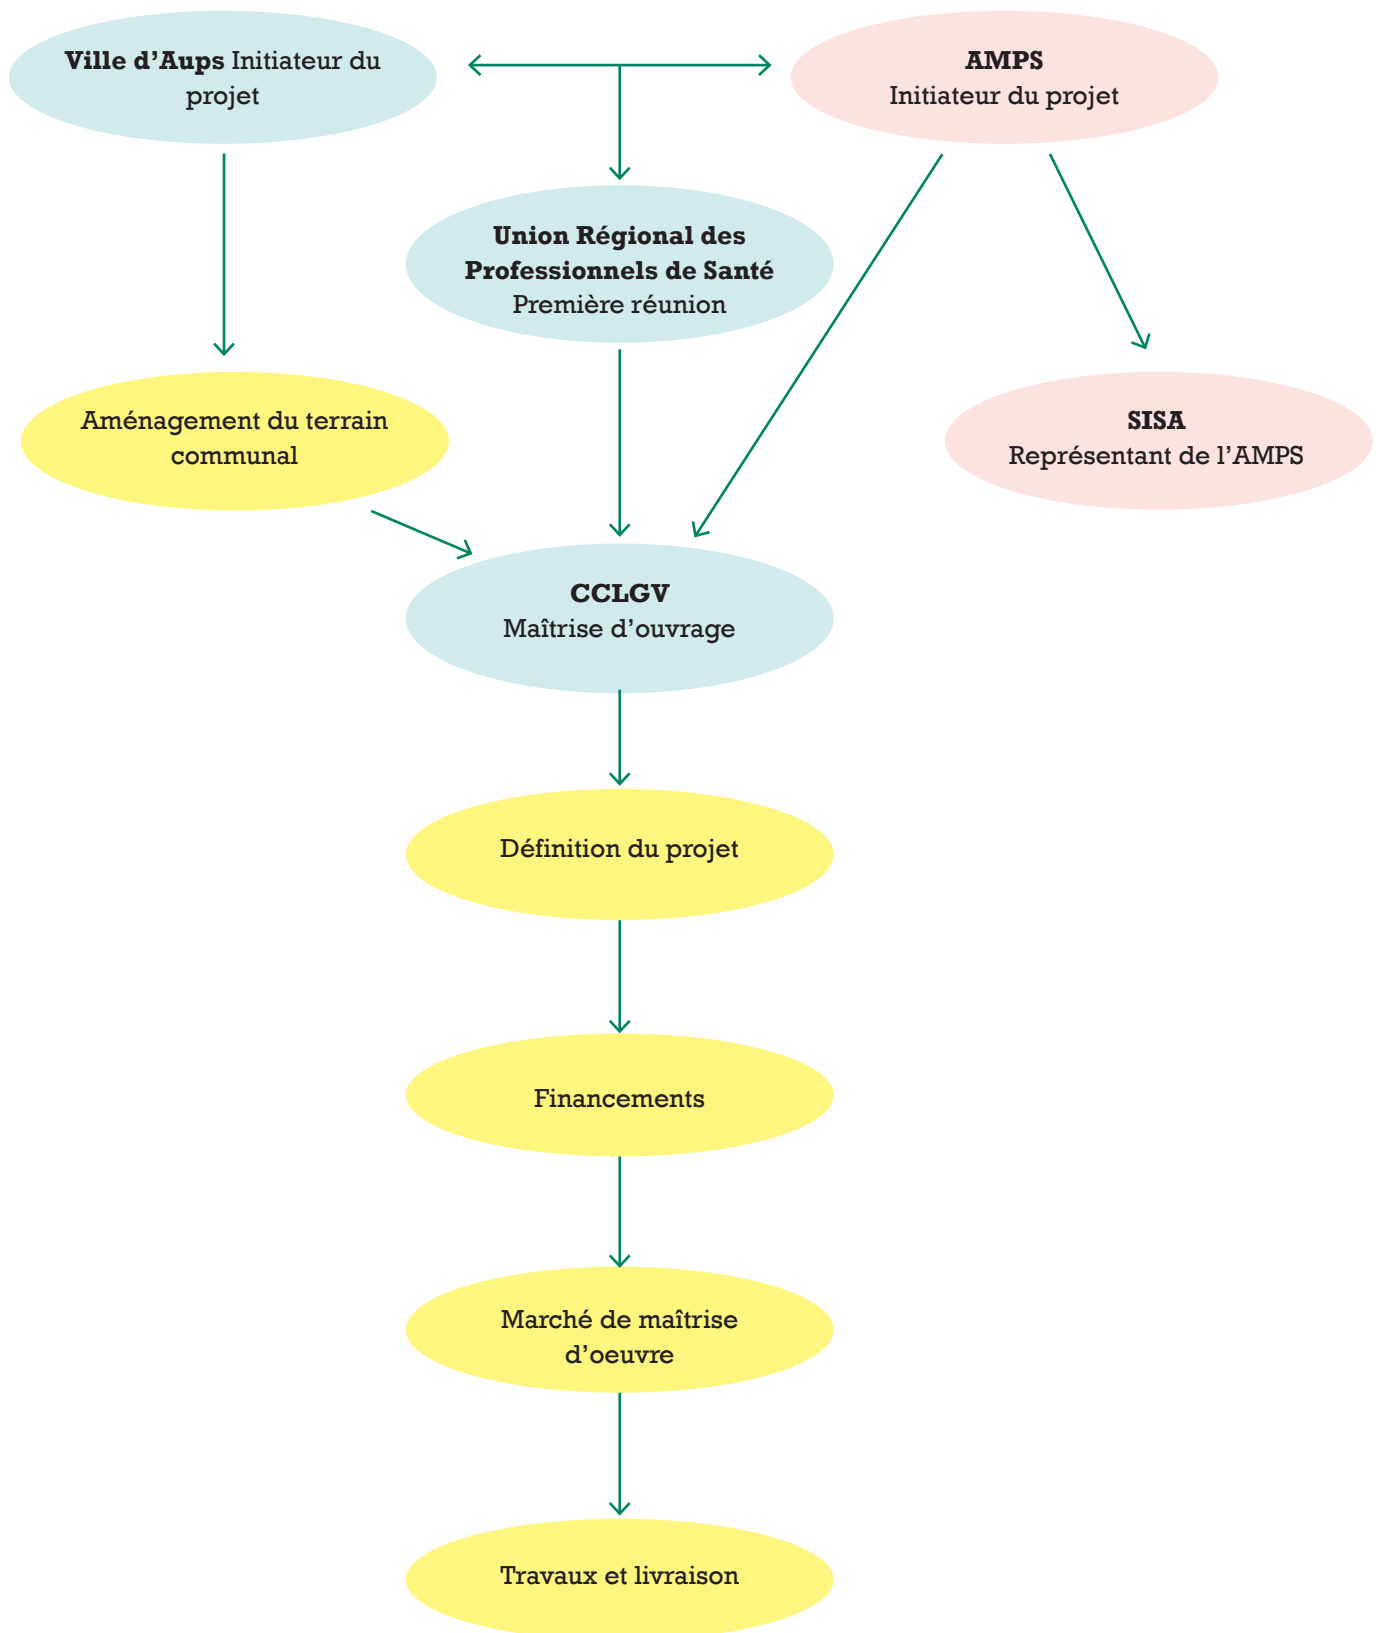 Ville d’Aups Initiateur du
projet
AMPS
Initiateur du projet
Union Régional des
Professionnels de Santé
Première réunion
Aménagement du terrain
communal
SISA
Représentant de l’AMPS
CCLGV
Maîtrise d’ouvrage
Définition du projet
Financements
Marché de maîtrise
d’oeuvre
Travaux et livraison